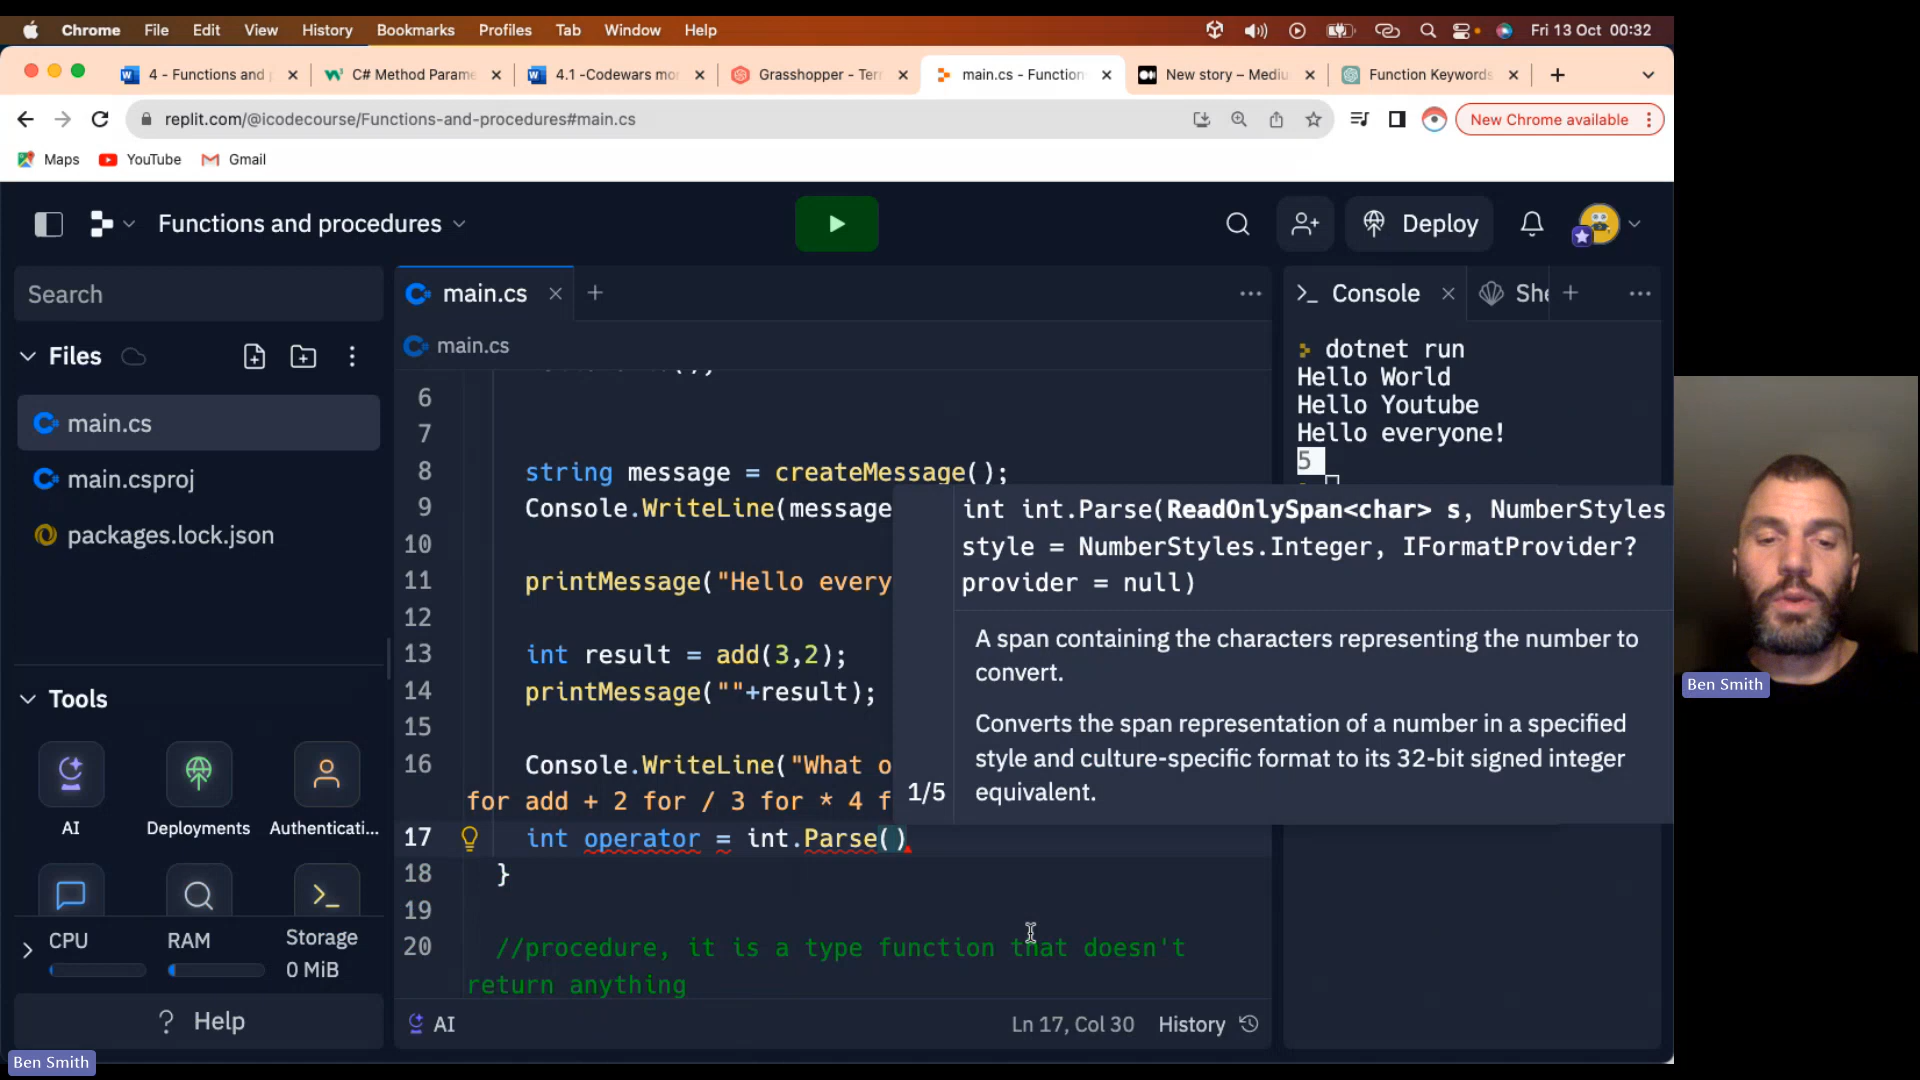 Chrome File Edit View History Bookmarks Profiles Tab Window Help Fri 13 Oct 00:32
4 - Functions and C# Method Parame 4.1 -Codewars mo Grasshopper - Ter main.cs - Function New story – Mediu Function Keywords
replit.com/@icodecourse/Functions-and-procedures#main.cs New Chrome available
Maps YouTube Gmail
Functions and procedures Deploy
Search main.cs Console She
Files main.cs
main.cs
main.csproj
packages.lock.json
Tools
AI Deployments Authenticati...
CPU RAM Storage
0 MiB
? Help
6
7
8 string message = createMessage();
9 Console.WriteLine(message
10
11 printMessage("Hello every
12
13 int result = add(3,2);
14 printMessage(""+result);
15
16 Console.WriteLine("What o
for add + 2 for / 3 for * 4 f
17 int operator = int.Parse()
18 }
19
20 //procedure, it is a type function that doesn't
return anything
int int.Parse(ReadOnlySpan<char> s, NumberStyles
style = NumberStyles.Integer, IFormatProvider?
provider = null)
A span containing the characters representing the number to
convert.
Converts the span representation of a number in a specified
style and culture-specific format to its 32-bit signed integer
equivalent.
1/5
dotnet run
Hello World
Hello Youtube
Hello everyone!
5
AI Ln 17, Col 30 History
Ben Smith
Ben Smith